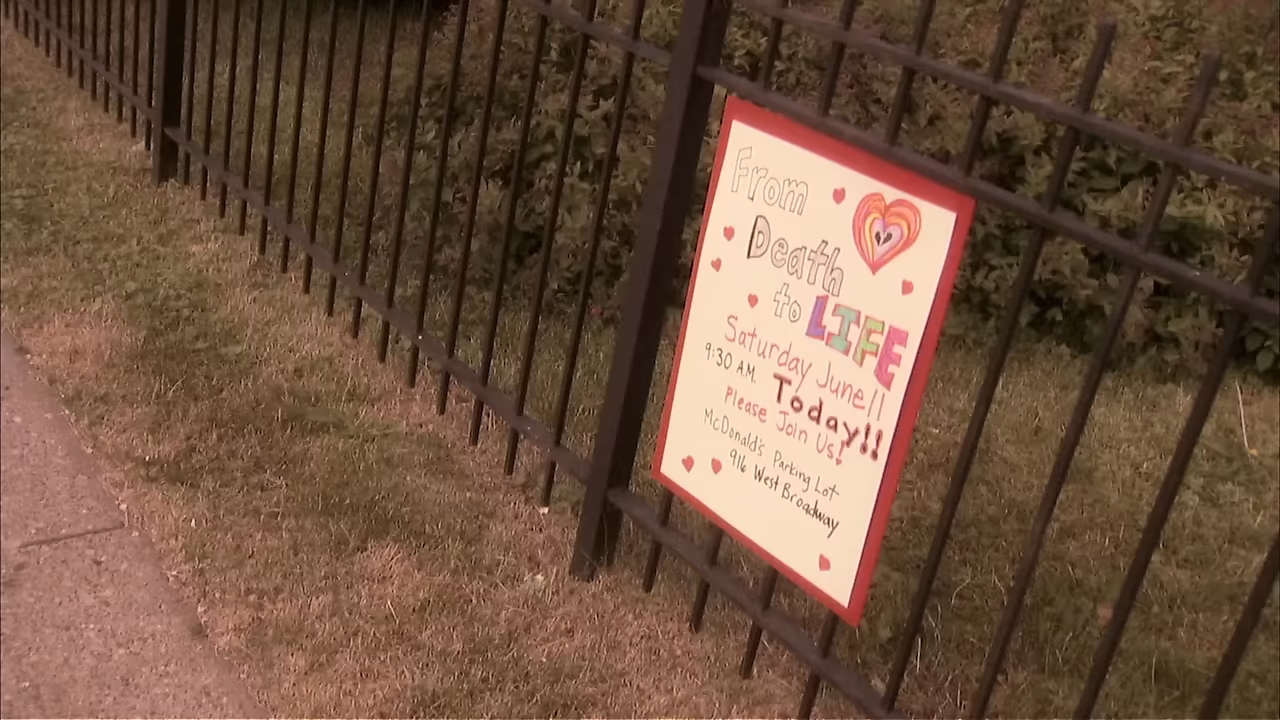 From
Death
to LIFE
Saturday June 11
9:30 A.M. Today!!
Please Join Us!
McDonald's Parking Lot
916 West Broadway